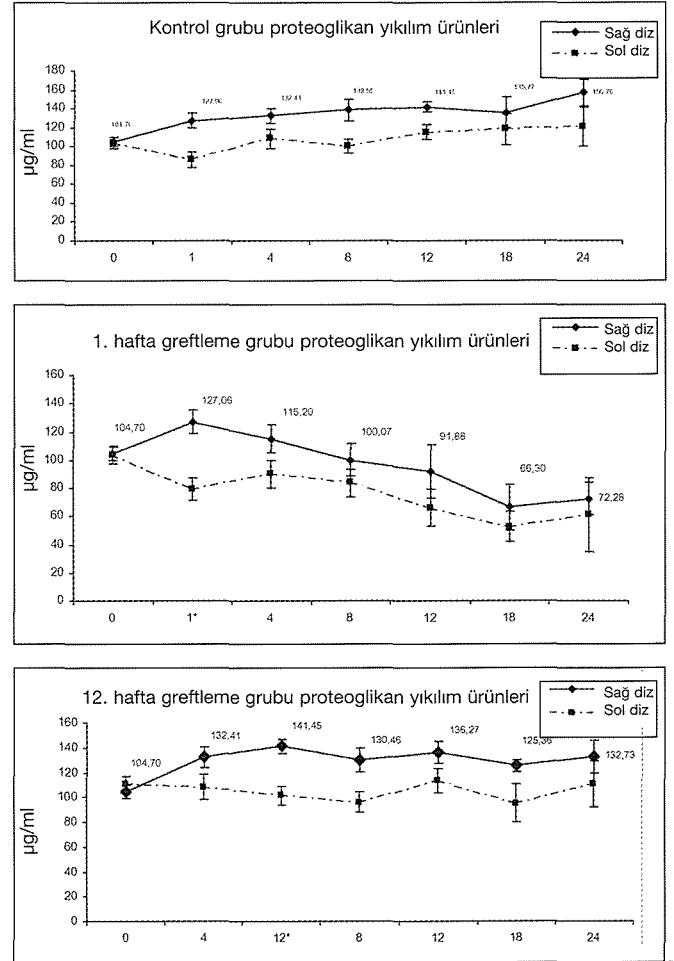 Kontrol grubu proteoglikan yıkılım ürünleri
Sağ diz
Sol diz
µg/ml
180
160
140
120
100
80
60
40
20
0
132,41
0 1 4 8 12 18 24
1. hafta greftleme grubu proteoglikan yıkılım ürünleri
Sağ diz
Sol diz
µg/ml
160
140
120
100
80
60
40
20
0
104,70 127,06 115,20 100,07 91,88 66,30 72,28
0 1* 4 8 12 18 24
12. hafta greftleme grubu proteoglikan yıkılım ürünleri
Sağ diz
Sol diz
µg/ml
160
140
120
100
80
60
40
20
0
104,70 132,41 141,45 130,46 136,27 125,36 132,73
0 4 12* 8 12 18 24